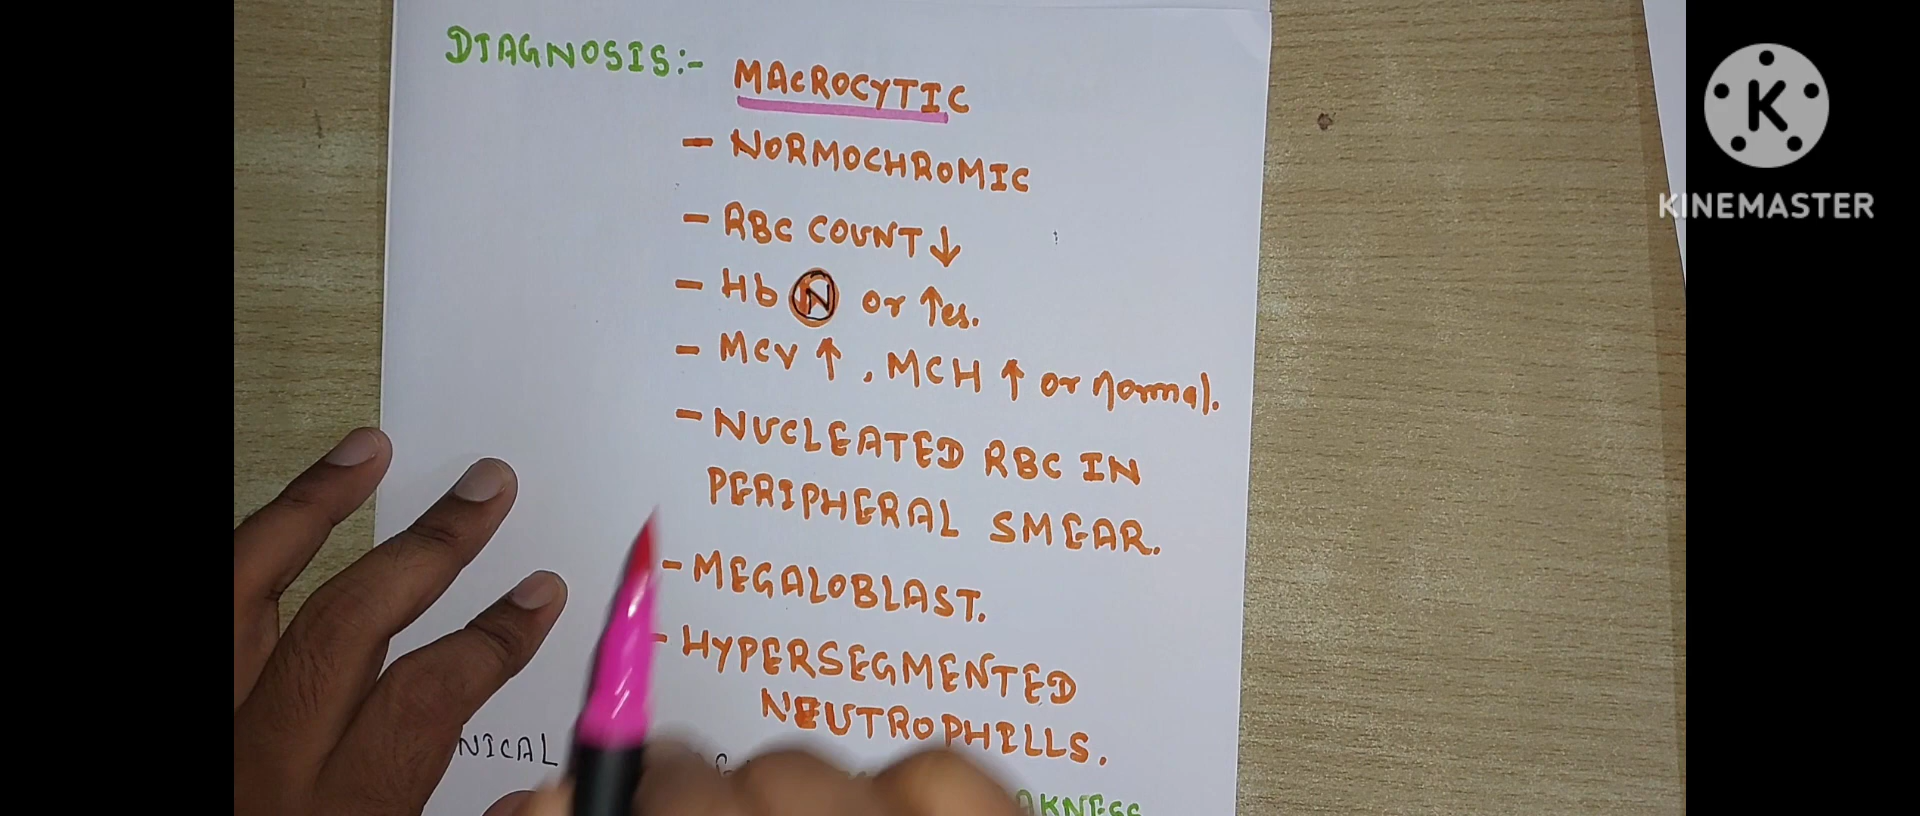 DIAGNOSIS:- MACROCYTIC
- NORMOCHROMIC
- RBC COUNT ↓
- Hb N or ↑es.
- MCV ↑, MCH ↑ or normal.
- NUCLEATED RBC IN
PERIPHERAL SMEAR.
- MEGALOBLAST.
- HYPERSEGMENTED
NEUTROPHILLS.
NICAL
AKNESS
K
KINEMASTER